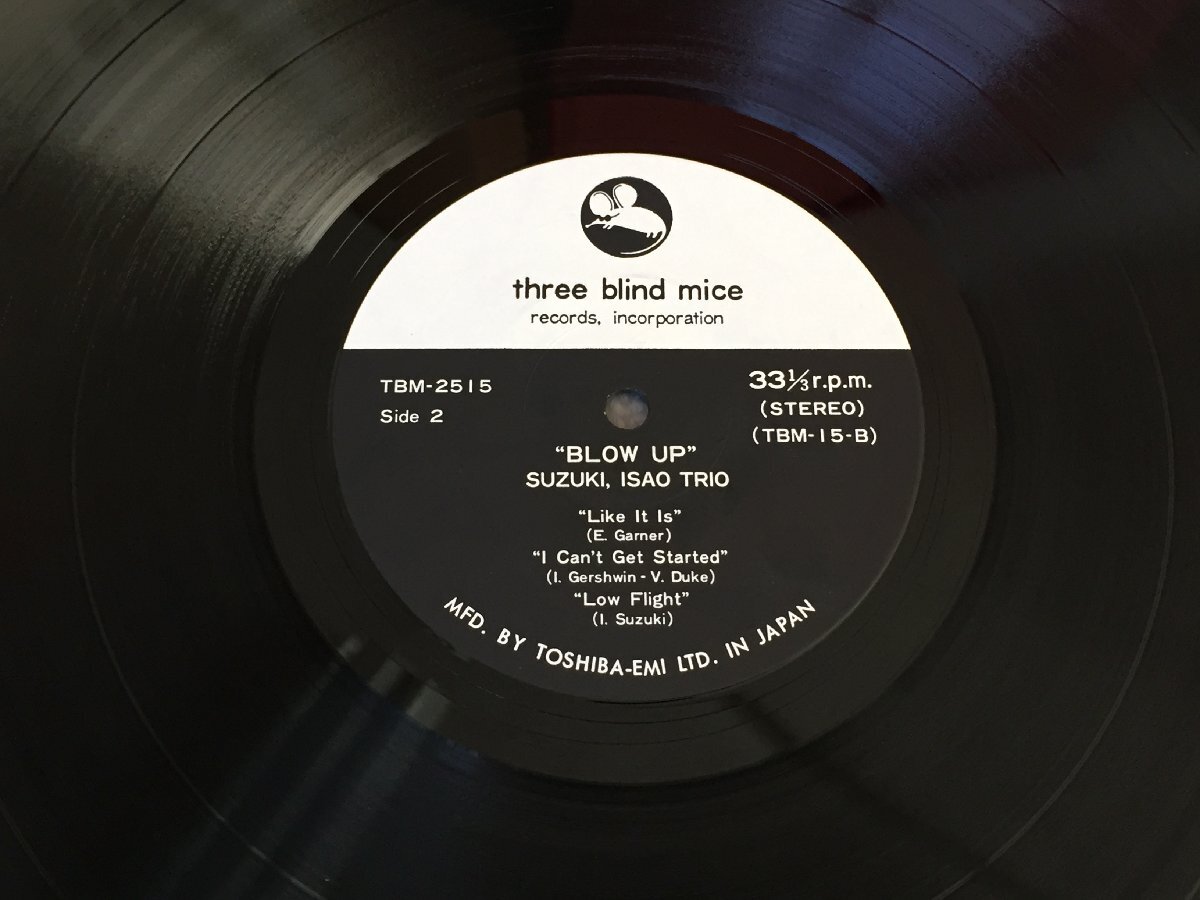 three blind mice
records, incorporation
TBM-2515
Side 2
33⅓ r.p.m.
(STEREO)
(TBM-15-B)
“BLOW UP”
SUZUKI, ISAO TRIO
“Like It Is”
(E. Garner)
“I Can’t Get Started”
(I. Gershwin - V. Duke)
“Low Flight”
(I. Suzuki)
MFD. BY TOSHIBA-EMI LTD. IN JAPAN